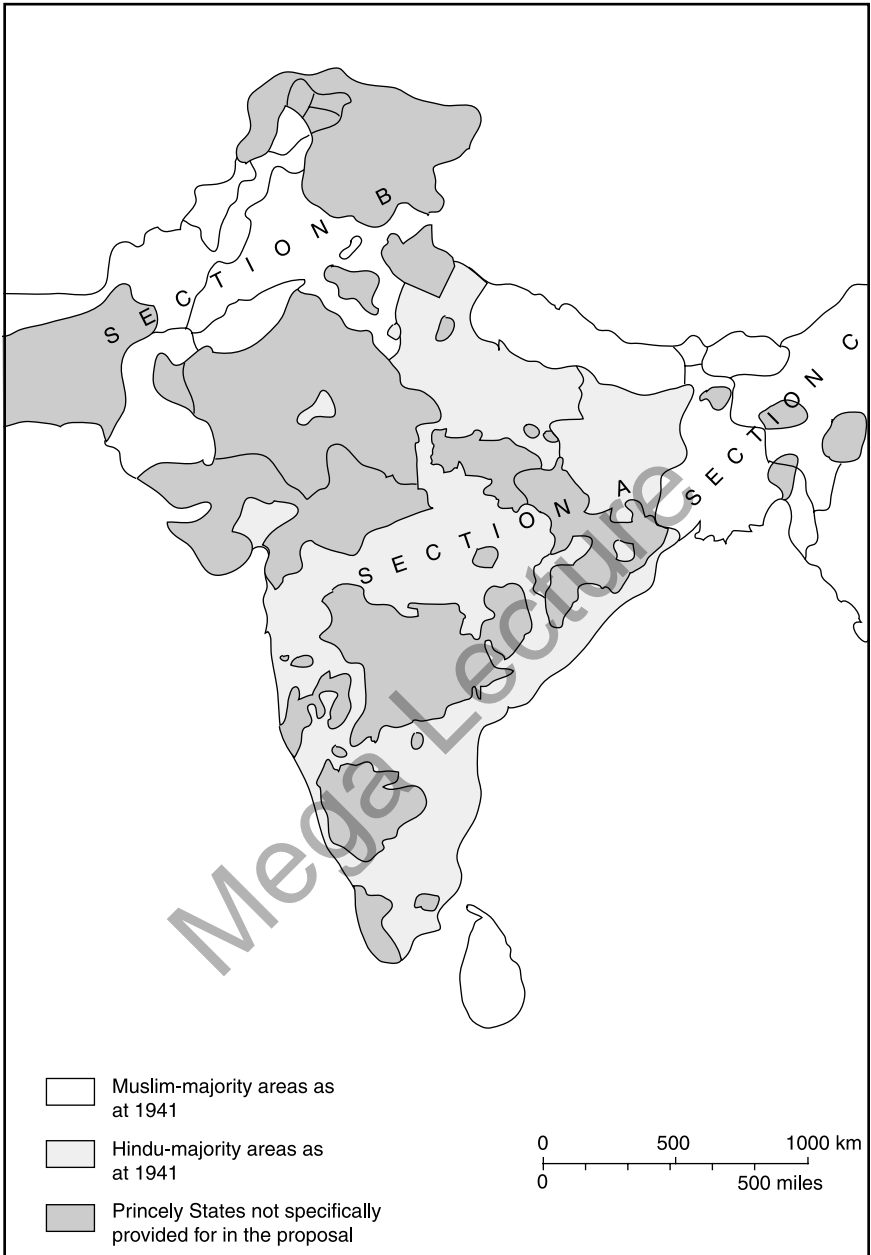 SECTION B
SECTION C
SECTION A
Mega Lecture
Muslim-majority areas as
at 1941
Hindu-majority areas as
at 1941
Princely States not specifically
provided for in the proposal
0 500 1000 km
0 500 miles